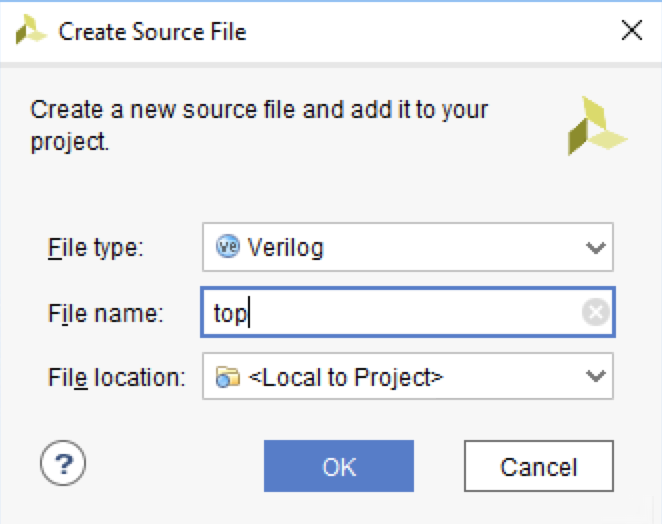 Create Source File
Create a new source file and add it to your
project.
File type:
ve Verilog
File name:
top
File location:
<Local to Project>
?
OK
Cancel